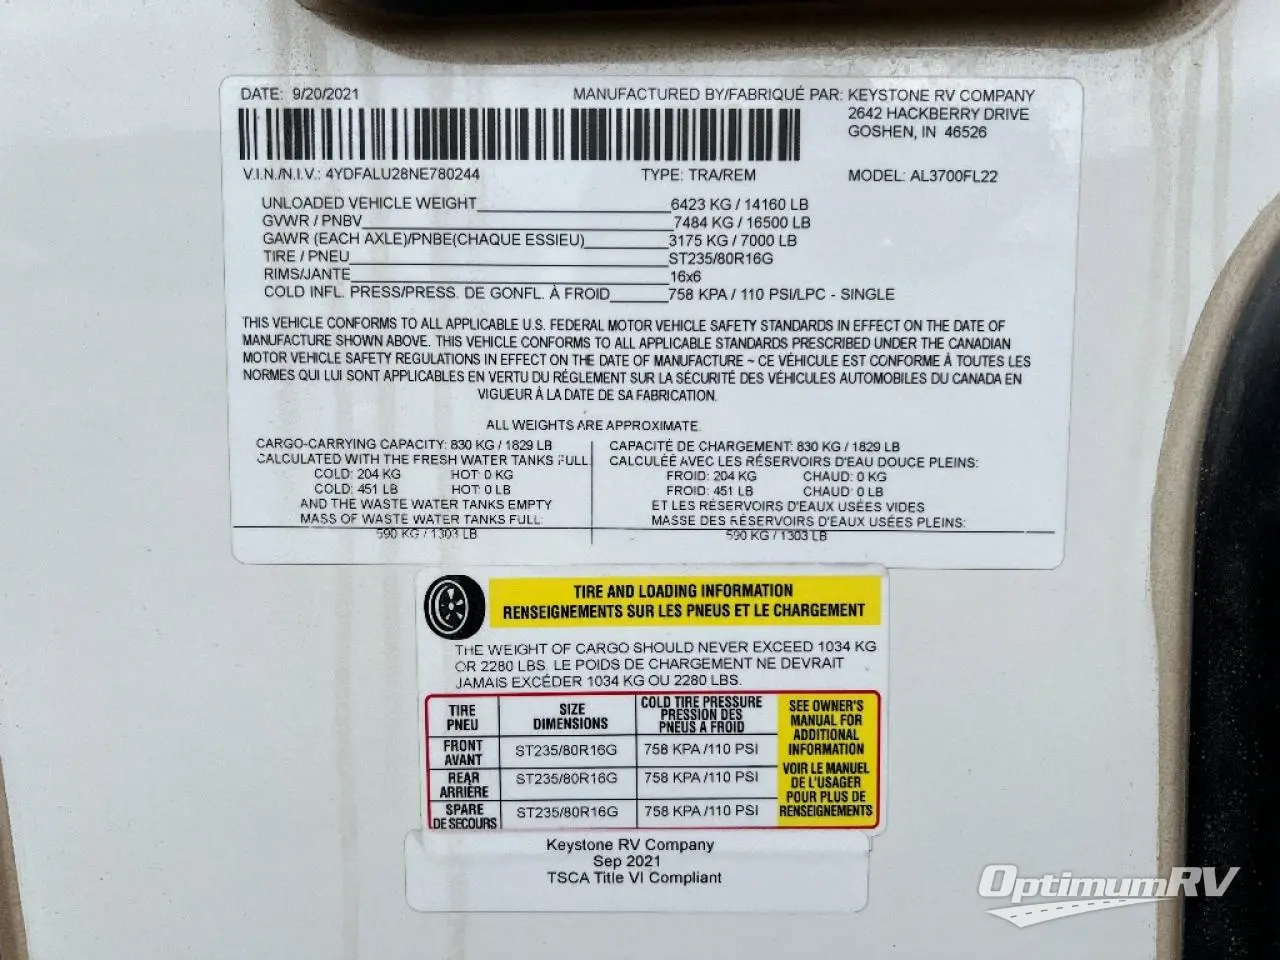 DATE: 9/20/2021
MANUFACTURED BY/FABRIQUÉ PAR: KEYSTONE RV COMPANY
2642 HACKBERRY DRIVE
GOSHEN, IN 46526
V.I.N./N.I.V.: 4YDFALU28NE780244 TYPE: TRA/REM MODEL: AL3700FL22
UNLOADED VEHICLE WEIGHT 6423 KG / 14160 LB
GVWR / PNBV 7484 KG / 16500 LB
GAWR (EACH AXLE)/PNBE(CHAQUE ESSIEU) 3175 KG / 7000 LB
TIRE / PNEU ST235/80R16G
RIMS/JANTE 16x6
COLD INFL. PRESS/PRESS. DE GONFL. À FROID 758 KPA / 110 PSI/LPC - SINGLE
THIS VEHICLE CONFORMS TO ALL APPLICABLE U.S. FEDERAL MOTOR VEHICLE SAFETY STANDARDS IN EFFECT ON THE DATE OF
MANUFACTURE SHOWN ABOVE. THIS VEHICLE CONFORMS TO ALL APPLICABLE STANDARDS PRESCRIBED UNDER THE CANADIAN
MOTOR VEHICLE SAFETY REGULATIONS IN EFFECT ON THE DATE OF MANUFACTURE ~ CE VÉHICULE EST CONFORME À TOUTES LES
NORMES QUI LUI SONT APPLICABLES EN VERTU DU RÉGLEMENT SUR LA SÉCURITÉ DES VÉHICULES AUTOMOBILES DU CANADA EN
VIGUEUR À LA DATE DE SA FABRICATION.
ALL WEIGHTS ARE APPROXIMATE.
CARGO-CARRYING CAPACITY: 830 KG / 1829 LB
CALCULATED WITH THE FRESH WATER TANKS FULL:
COLD: 204 KG HOT: 0 KG
COLD: 451 LB HOT: 0 LB
AND THE WASTE WATER TANKS EMPTY
MASS OF WASTE WATER TANKS FULL:
590 KG / 1303 LB
CAPACITÉ DE CHARGEMENT: 830 KG / 1829 LB
CALCULÉE AVEC LES RÉSERVOIRS D'EAU DOUCE PLEINS:
FROID: 204 KG CHAUD: 0 KG
FROID: 451 LB CHAUD: 0 LB
ET LES RÉSERVOIRS D'EAUX USÉES VIDES
MASSE DES RÉSERVOIRS D'EAUX USÉES PLEINS:
590 KG / 1303 LB
TIRE AND LOADING INFORMATION
RENSEIGNEMENTS SUR LES PNEUS ET LE CHARGEMENT
THE WEIGHT OF CARGO SHOULD NEVER EXCEED 1034 KG
OR 2280 LBS. LE POIDS DE CHARGEMENT NE DEVRAIT
JAMAIS EXCÉDER 1034 KG OU 2280 LBS.
TIRE
PNEU
SIZE
DIMENSIONS
COLD TIRE PRESSURE
PRESSION DES
PNEUS A FROID
FRONT
AVANT
ST235/80R16G 758 KPA /110 PSI
REAR
ARRIÈRE
ST235/80R16G 758 KPA /110 PSI
SPARE
DE SECOURS
ST235/80R16G 758 KPA /110 PSI
SEE OWNER'S
MANUAL FOR
ADDITIONAL
INFORMATION
VOIR LE MANUEL
DE L'USAGER
POUR PLUS DE
RENSEIGNEMENTS
Keystone RV Company
Sep 2021
TSCA Title VI Compliant
OptimumRV